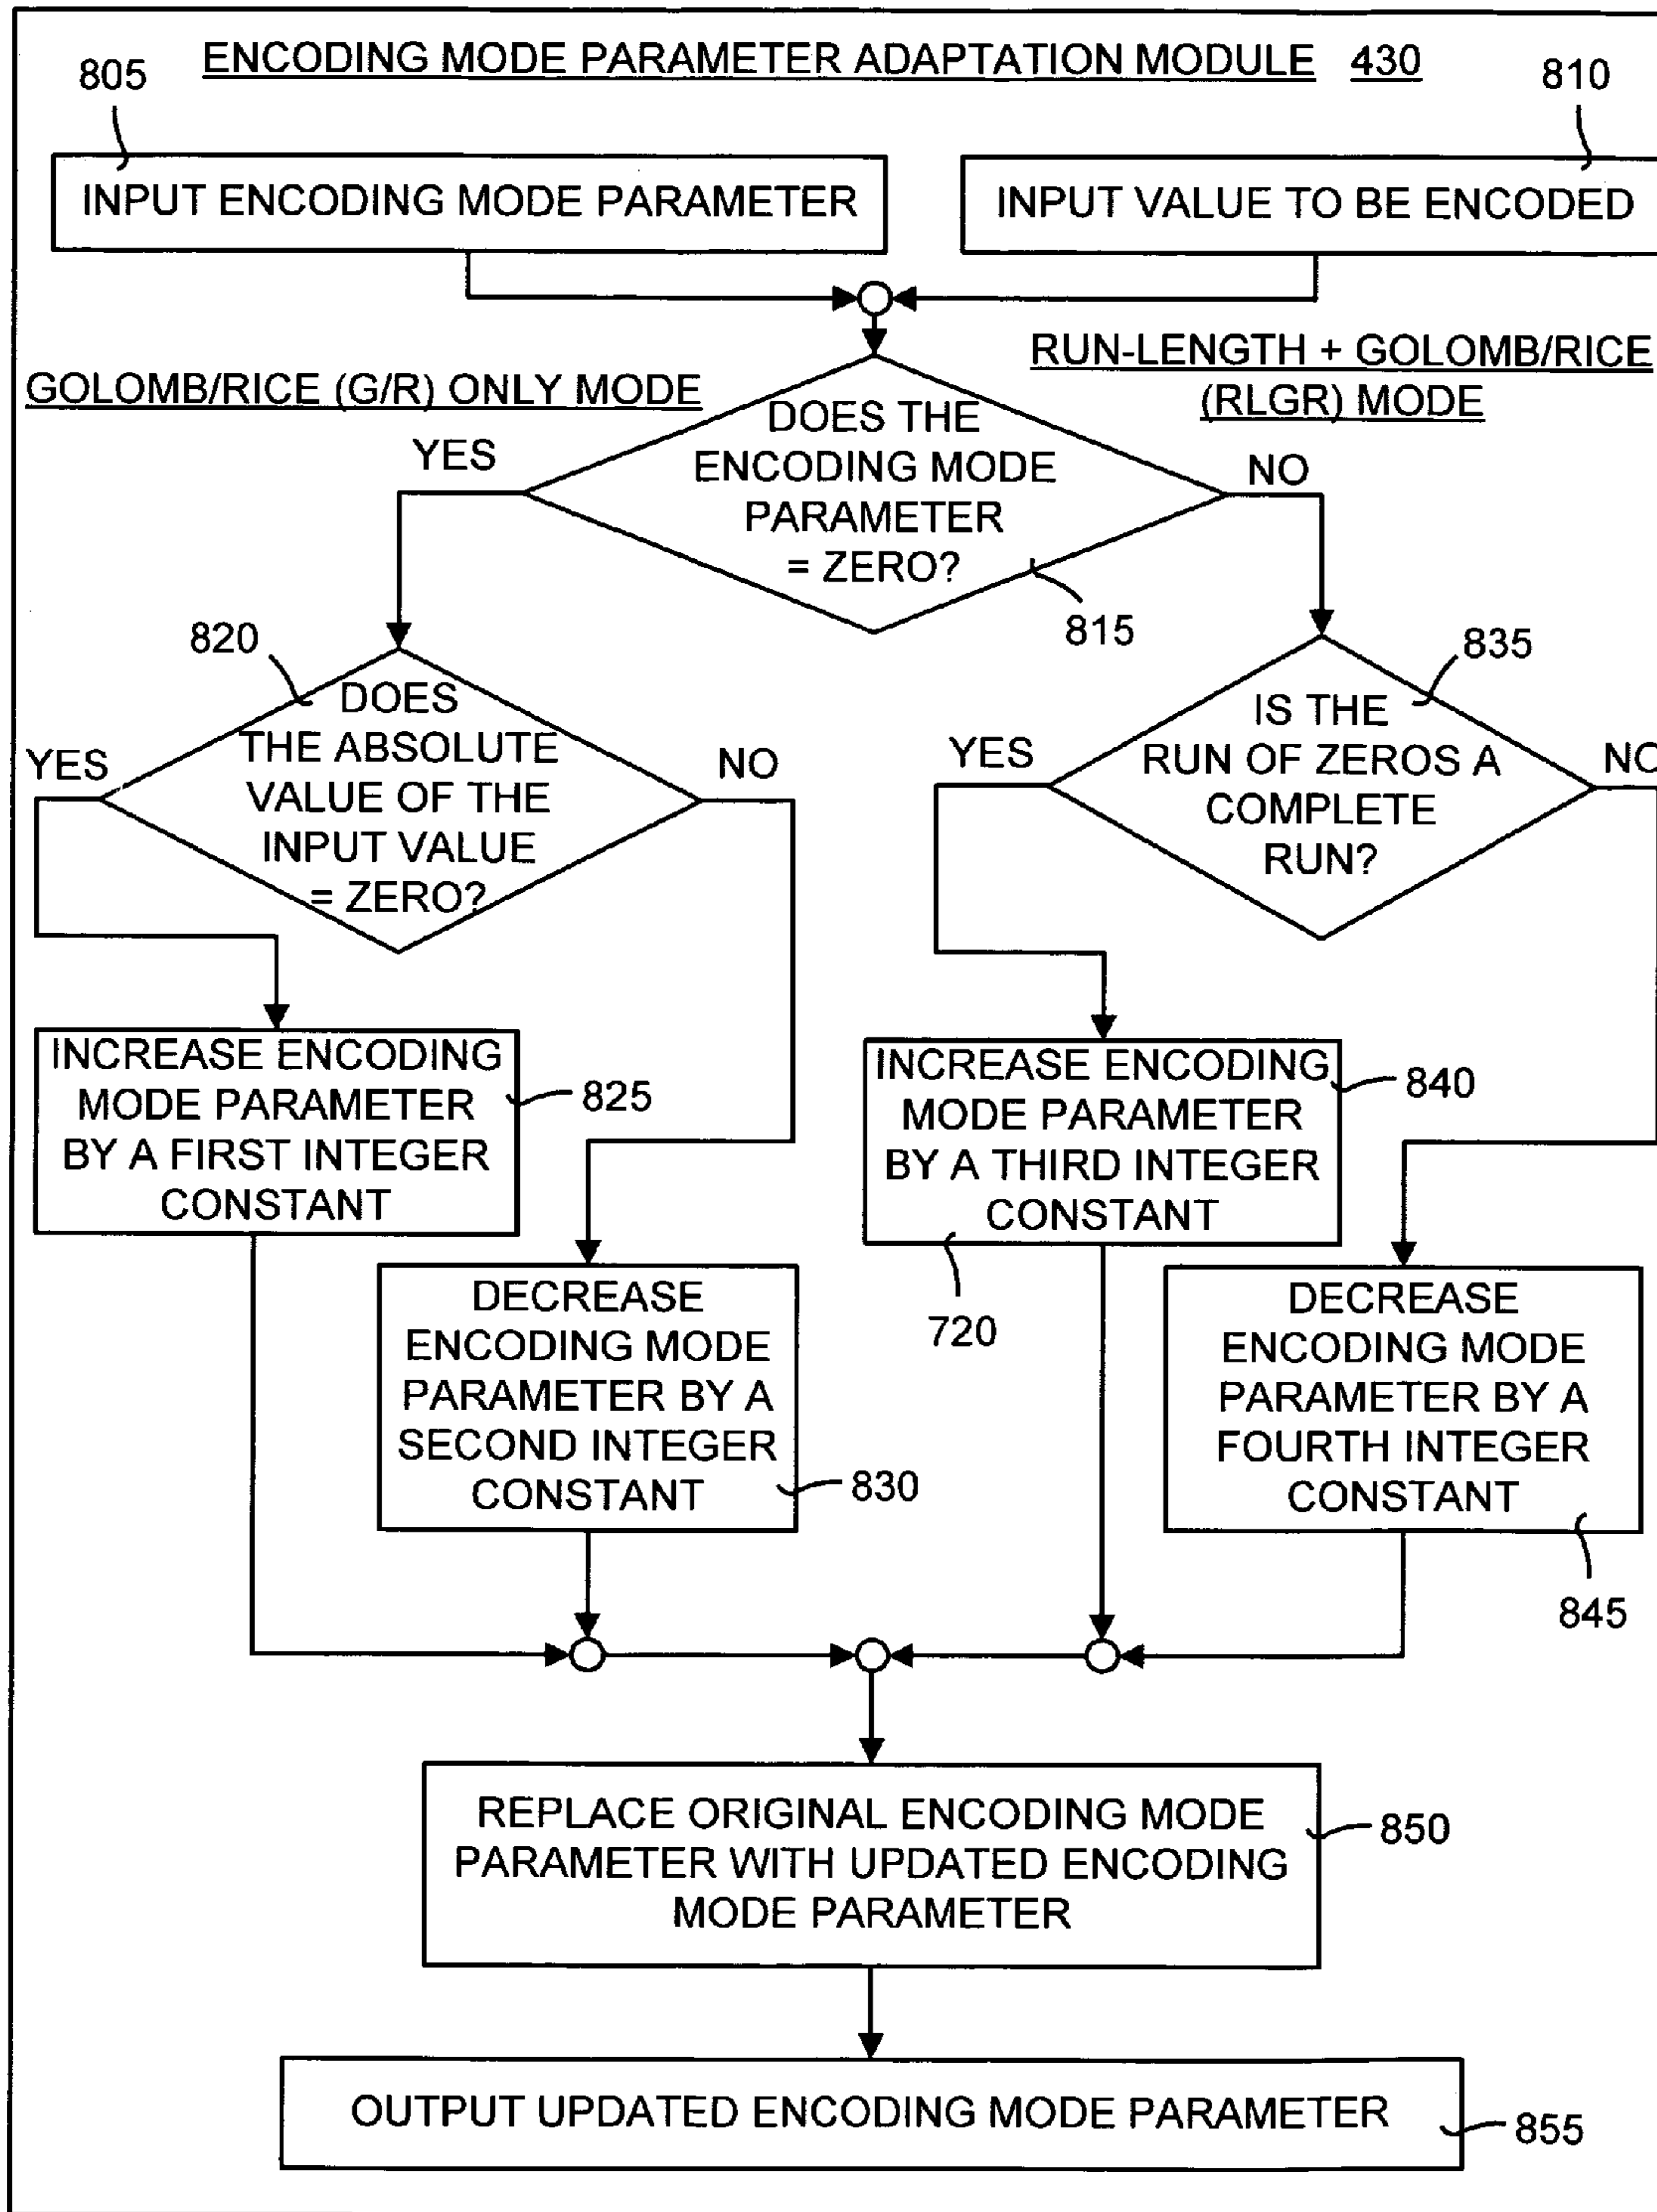 ENCODING MODE PARAMETER ADAPTATION MODULE 430
805
810
INPUT ENCODING MODE PARAMETER
INPUT VALUE TO BE ENCODED
GOLOMB/RICE (G/R) ONLY MODE
RUN-LENGTH + GOLOMB/RICE
(RLGR) MODE
DOES THE
ENCODING MODE
PARAMETER
= ZERO?
YES
NO
815
820
DOES
THE ABSOLUTE
VALUE OF THE
INPUT VALUE
= ZERO?
YES
NO
835
IS THE
RUN OF ZEROS A
COMPLETE
RUN?
YES
NO
INCREASE ENCODING
MODE PARAMETER
BY A FIRST INTEGER
CONSTANT
825
INCREASE ENCODING
MODE PARAMETER
BY A THIRD INTEGER
CONSTANT
840
720
DECREASE
ENCODING MODE
PARAMETER BY A
SECOND INTEGER
CONSTANT
830
DECREASE
ENCODING MODE
PARAMETER BY A
FOURTH INTEGER
CONSTANT
845
REPLACE ORIGINAL ENCODING MODE
PARAMETER WITH UPDATED ENCODING
MODE PARAMETER
850
OUTPUT UPDATED ENCODING MODE PARAMETER
855